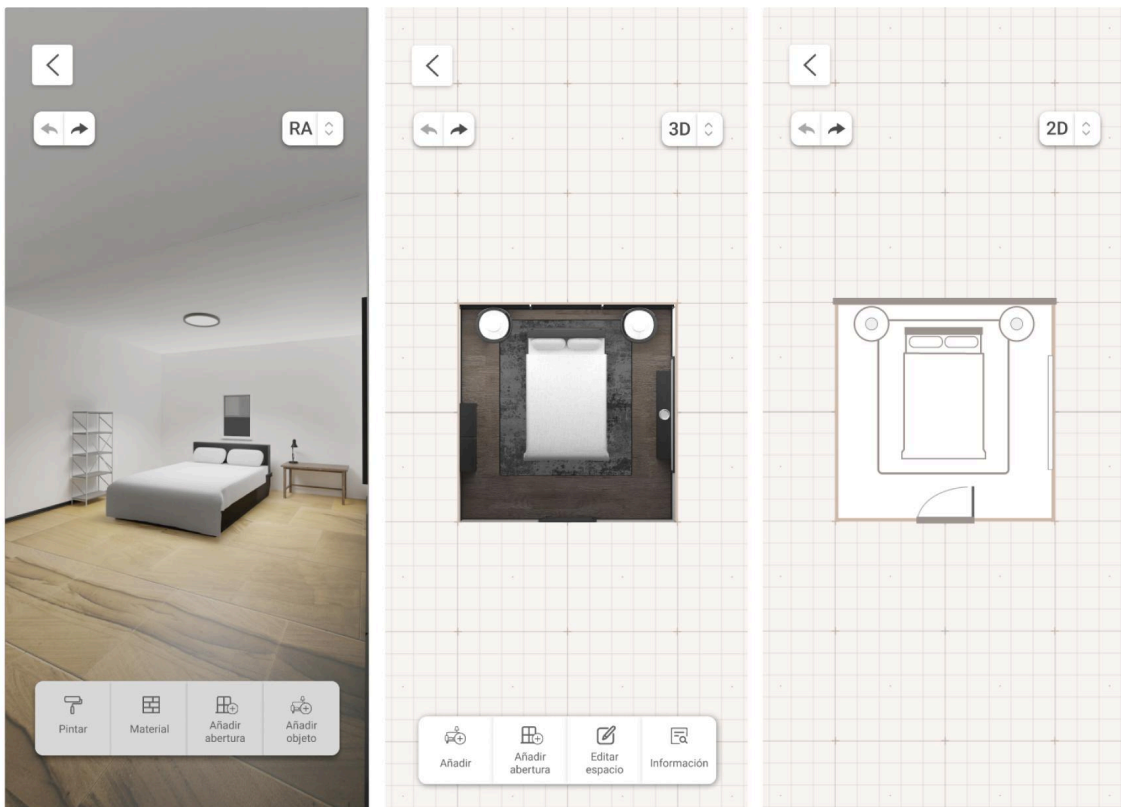 RA
Pintar
Material
Añadir
abertura
Añadir
objeto
3D
Añadir
Añadir
abertura
Editar
espacio
Información
2D